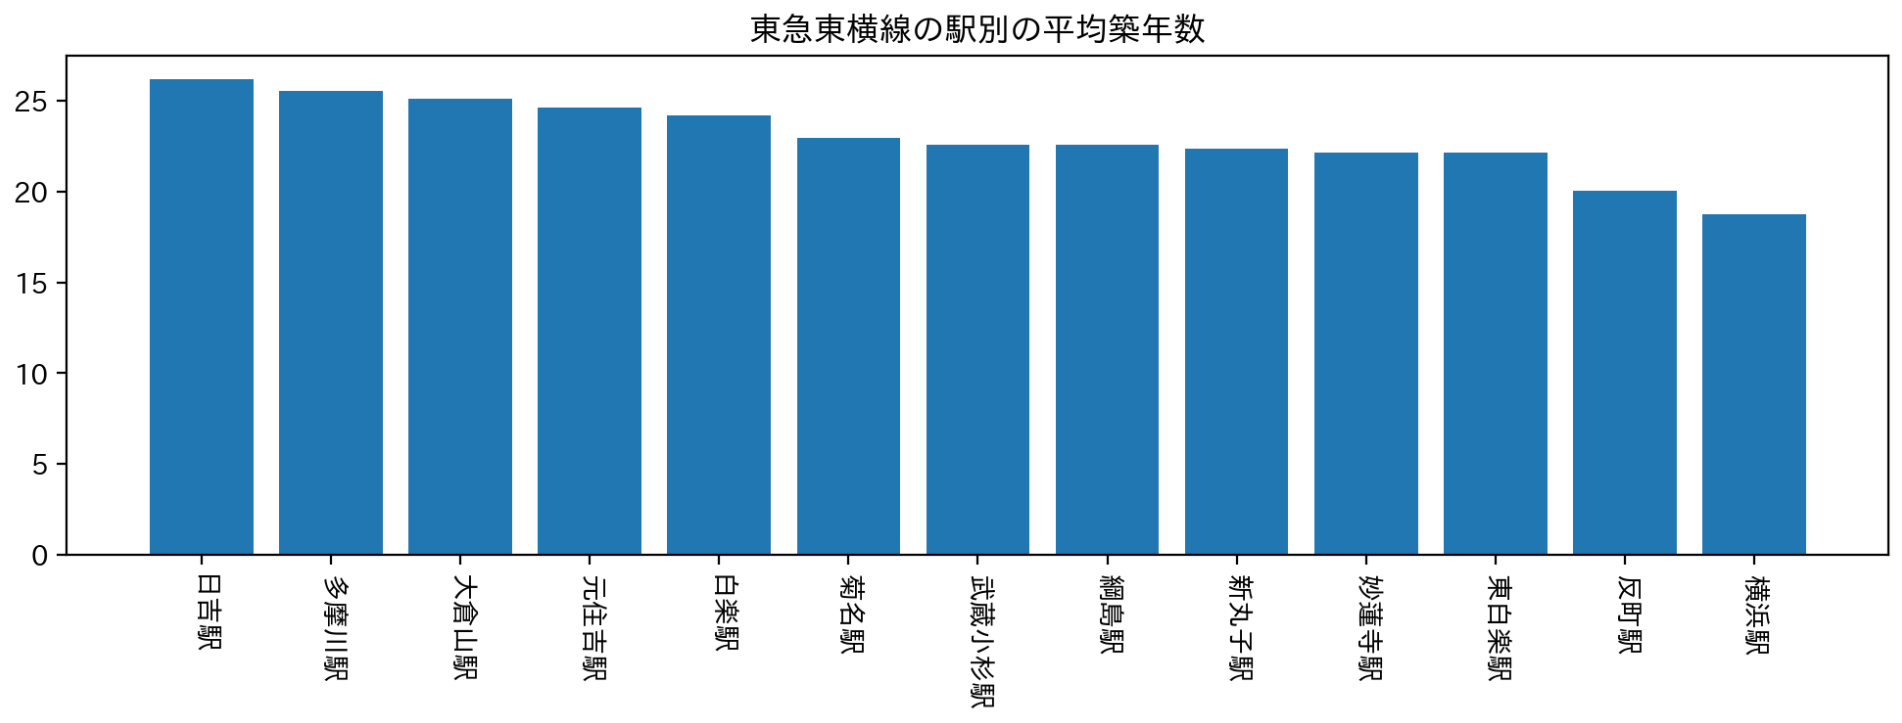 東急東横線の駅別の平均築年数
25
20
15
10
5
0
日吉駅
多摩川駅
大倉山駅
元住吉駅
白楽駅
菊名駅
武蔵小杉駅
綱島駅
新丸子駅
妙蓮寺駅
東白楽駅
反町駅
横浜駅